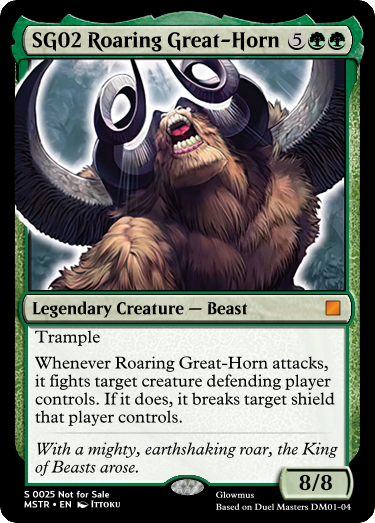 SG02 Roaring Great-Horn 5
Legendary Creature — Beast
Trample
Whenever Roaring Great-Horn attacks,
it fights target creature defending player
controls. If it does, it breaks target shield
that player controls.
With a mighty, earthshaking roar, the King
of Beasts arose.
8/8
S 0025 Not for Sale
MSTR • EN Ittoku
Glowmus
Based on Duel Masters DM01-04